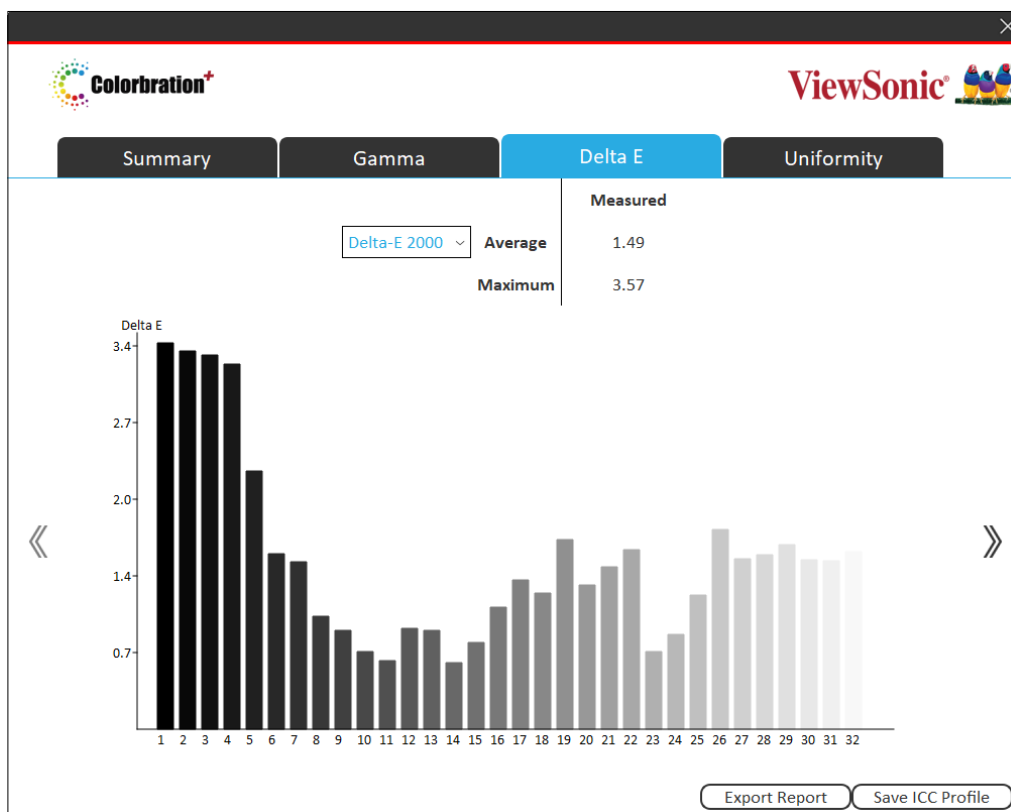 Colorbration+
ViewSonic®
Summary Gamma Delta E Uniformity
Measured
Delta-E 2000 Average 1.49
Maximum 3.57
Delta E
3.4
2.7
2.0
1.4
0.7
1 2 3 4 5 6 7 8 9 10 11 12 13 14 15 16 17 18 19 20 21 22 23 24 25 26 27 28 29 30 31 32
Export Report Save ICC Profile